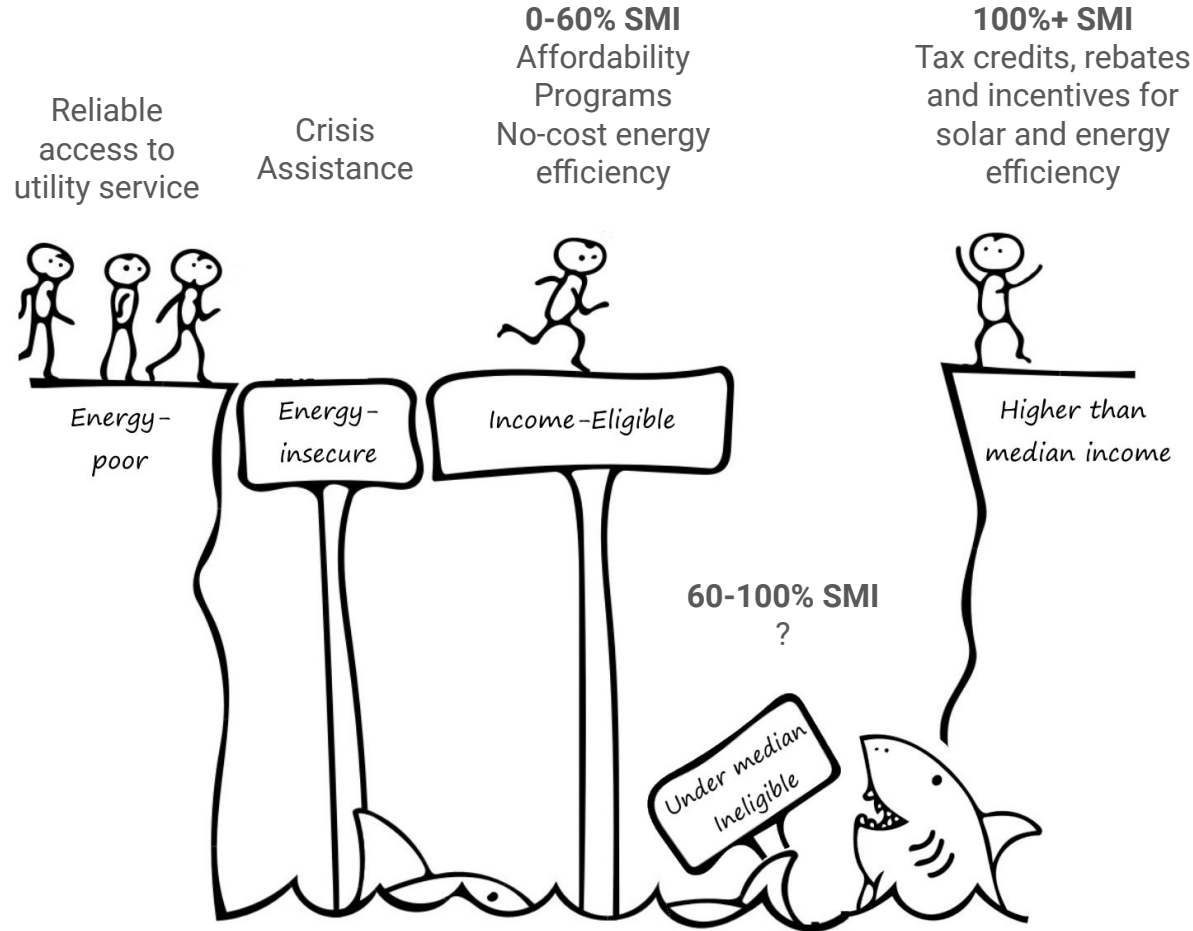 Reliable
access to
utility service
Crisis
Assistance
0-60% SMI
Affordability
Programs
No-cost energy
efficiency
100%+ SMI
Tax credits, rebates
and incentives for
solar and energy
efficiency
Energy-
poor
Energy-
insecure
Income-Eligible
Higher than
median income
60-100% SMI
?
Under median
Ineligible